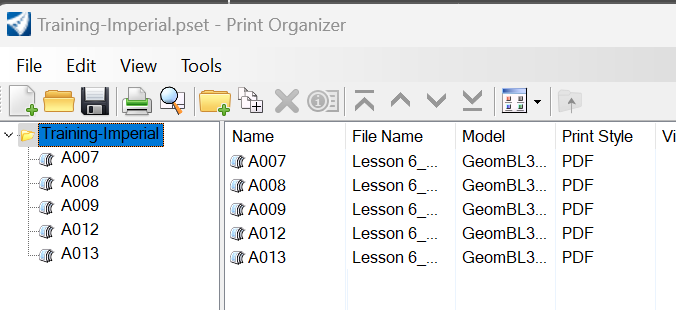 Training-Imperial.pset - Print Organizer
File Edit View Tools
Training-Imperial
A007
A008
A009
A012
A013
Name File Name Model Print Style Vi
A007 Lesson 6_... GeomBL3... PDF
A008 Lesson 6_... GeomBL3... PDF
A009 Lesson 6_... GeomBL3... PDF
A012 Lesson 6_... GeomBL3... PDF
A013 Lesson 6_... GeomBL3... PDF